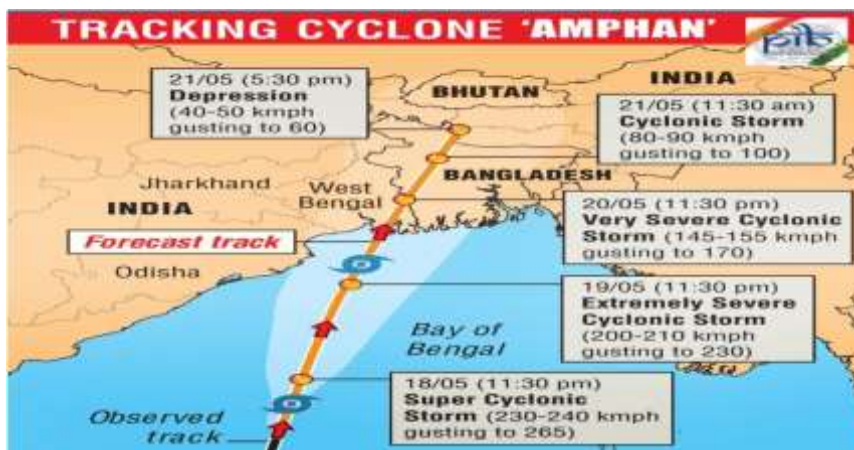 TRACKING CYCLONE 'AMPHAN'
pib
21/05 (5:30 pm)
Depression
(40-50 kmph
gusting to 60)
BHUTAN
INDIA
21/05 (11:30 am)
Cyclonic Storm
(80-90 kmph
gusting to 100)
Jharkhand
West
Bengal
BANGLADESH
INDIA
20/05 (11:30 pm)
Very Severe Cyclonic
Storm (145-155 kmph
gusting to 170)
Forecast track
Odisha
19/05 (11:30 pm)
Extremely Severe
Cyclonic Storm
(200-210 kmph
gusting to 230)
Bay of
Bengal
18/05 (11:30 pm)
Super Cyclonic
Storm (230-240 kmph
gusting to 265)
Observed
track